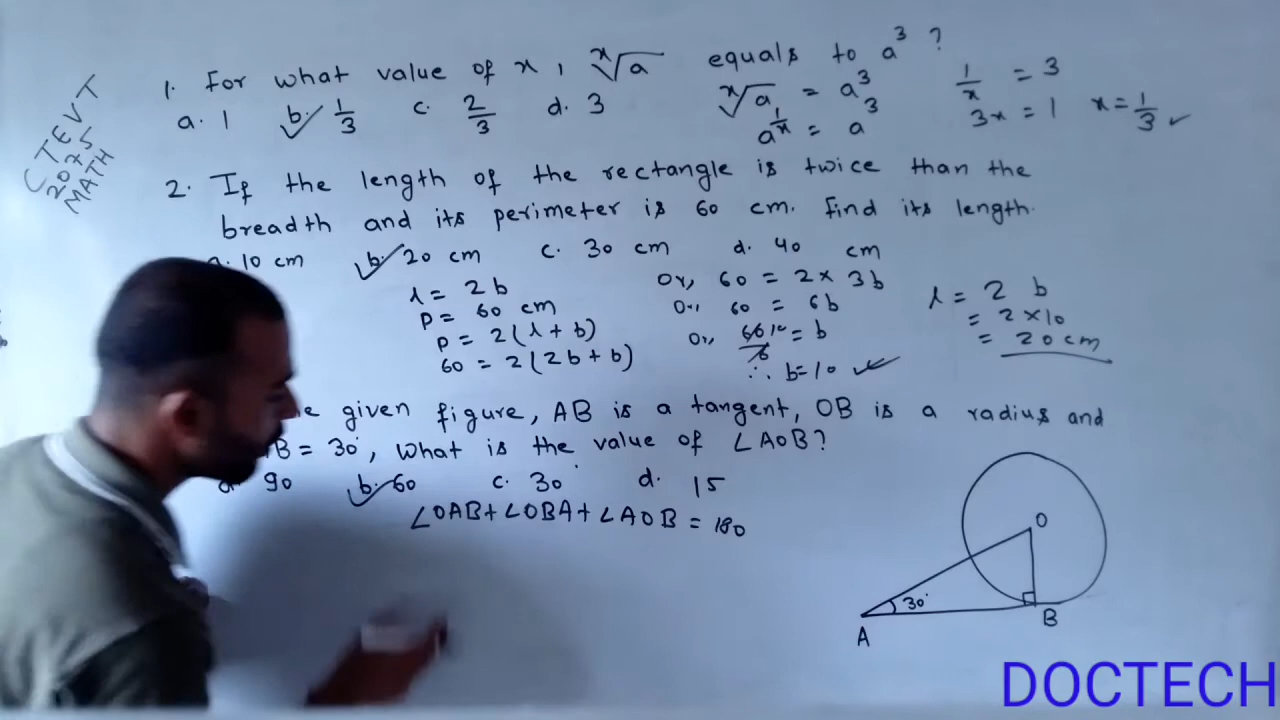 CTEVT
2075
MATH
1. For what value of x, ˣ√a equals to a³ ?
a. 1 b. 1/3 c. 2/3 d. 3
ˣ√a = a³
a^(1/x) = a³
1/x = 3
3x = 1 x = 1/3
2. If the length of the rectangle is twice than the
breadth and its perimeter is 60 cm. find its length.
a. 10 cm b. 20 cm c. 30 cm d. 40 cm
l = 2b
P = 60 cm
P = 2(l + b)
60 = 2(2b + b)
Or, 60 = 2 × 3b
Or, 60 = 6b
Or, 60 10/6 = b
∴ b = 10
l = 2 b
= 2 × 10
= 20 cm
given figure, AB is a tangent, OB is a radius and
B = 30°, What is the value of ∠AOB?
a. 90 b. 60 c. 30° d. 15
∠OAB + ∠OBA + ∠AOB = 180
O
30°
A
B
DOCTECH